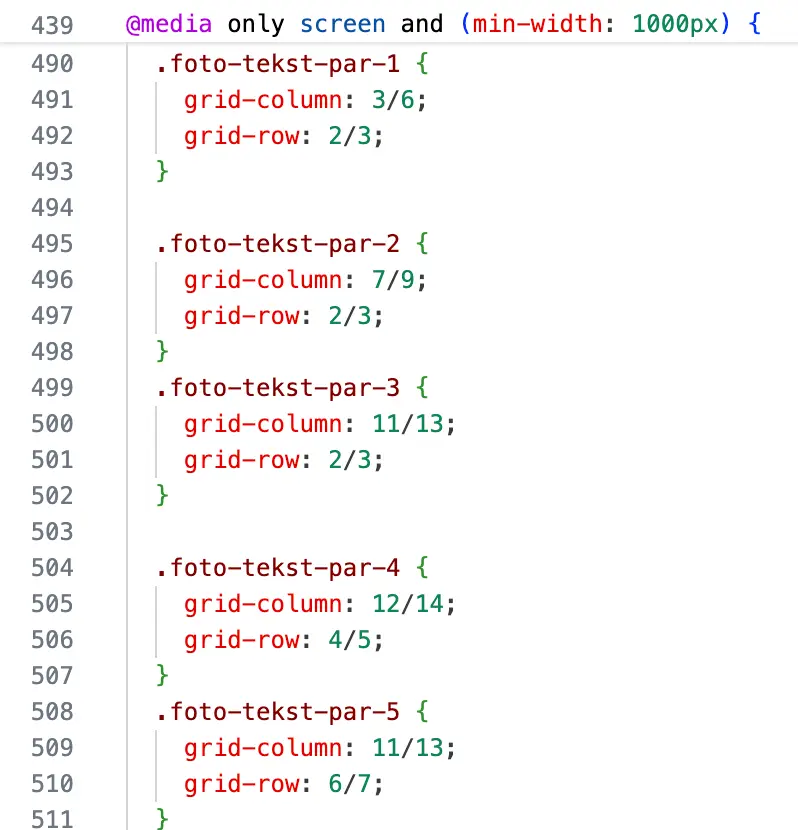 439 @media only screen and (min-width: 1000px) {
490 .foto-tekst-par-1 {
491 grid-column: 3/6;
492 grid-row: 2/3;
493 }
494
495 .foto-tekst-par-2 {
496 grid-column: 7/9;
497 grid-row: 2/3;
498 }
499 .foto-tekst-par-3 {
500 grid-column: 11/13;
501 grid-row: 2/3;
502 }
503
504 .foto-tekst-par-4 {
505 grid-column: 12/14;
506 grid-row: 4/5;
507 }
508 .foto-tekst-par-5 {
509 grid-column: 11/13;
510 grid-row: 6/7;
511 }